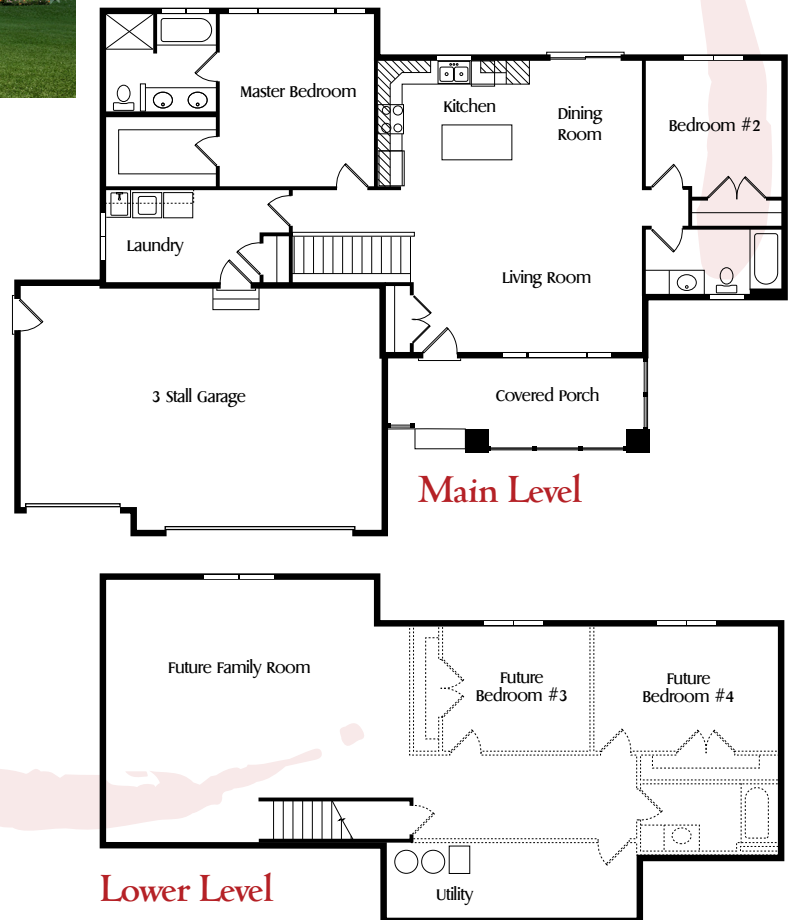 Master Bedroom
Kitchen
Dining
Room
Bedroom #2
Laundry
Living Room
3 Stall Garage
Covered Porch
Main Level
Future Family Room
Future
Bedroom #3
Future
Bedroom #4
Utility
Lower Level